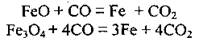 FeO + CO = Fe + CO₂
Fe₃O₄ + 4CO = 3Fe + 4CO₂